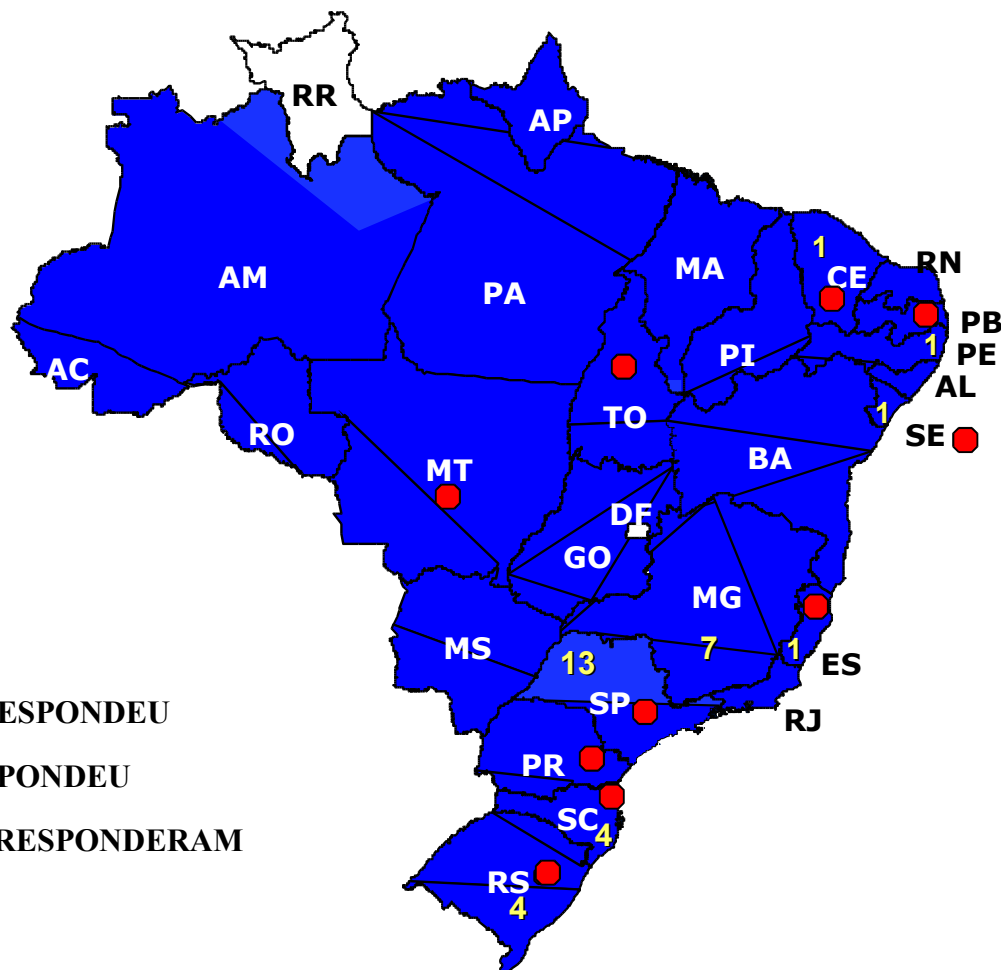 RR
AP
AM
PA
MA
1
CE
RN
PB
1
PE
AL
PI
AC
TO
1
SE
RO
BA
MT
DF
GO
MG
MS
13
7
1
ES
SP
RJ
PR
SC
4
RS
4
ESPONDEU
PONDEU
RESPONDERAM